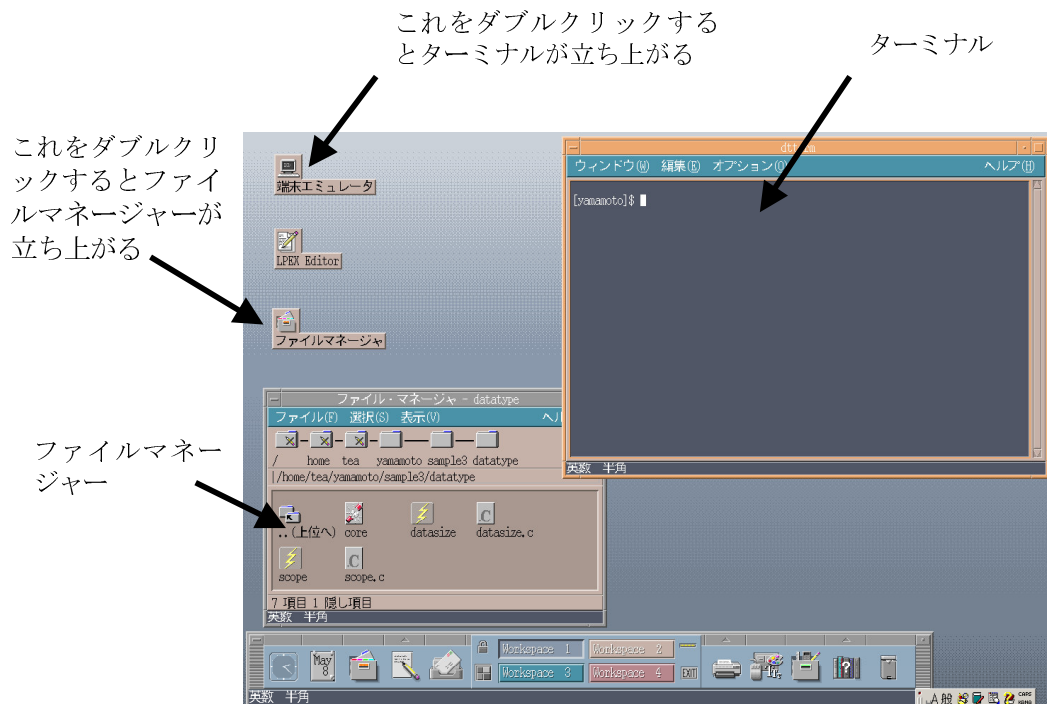 これをダブルクリックする
とターミナルが立ち上がる
ターミナル
これをダブルクリ
ックするとファイ
ルマネージャーが
立ち上がる
ファイルマネー
ジャー
端末エミュレータ
LPEX Editor
ファイルマネージャ
ウィンドウ(W) 編集(E) オプション(O) ヘルプ(H)
[yamamoto]$
英数 半角
ファイル・マネージャ - datatype
ファイル(F) 選択(S) 表示(V)
/ home tea yamamoto sample3 datatype
/home/tea/yamamoto/sample3/datatype
..(上位へ) core datasize datasize.c
scope scope.c
7 項目 1 隠し項目
英数 半角
May
8
Workspace 1 Workspace 2
Workspace 3 Workspace 4 EXIT
英数 半角
A 般 CAPS
KANA